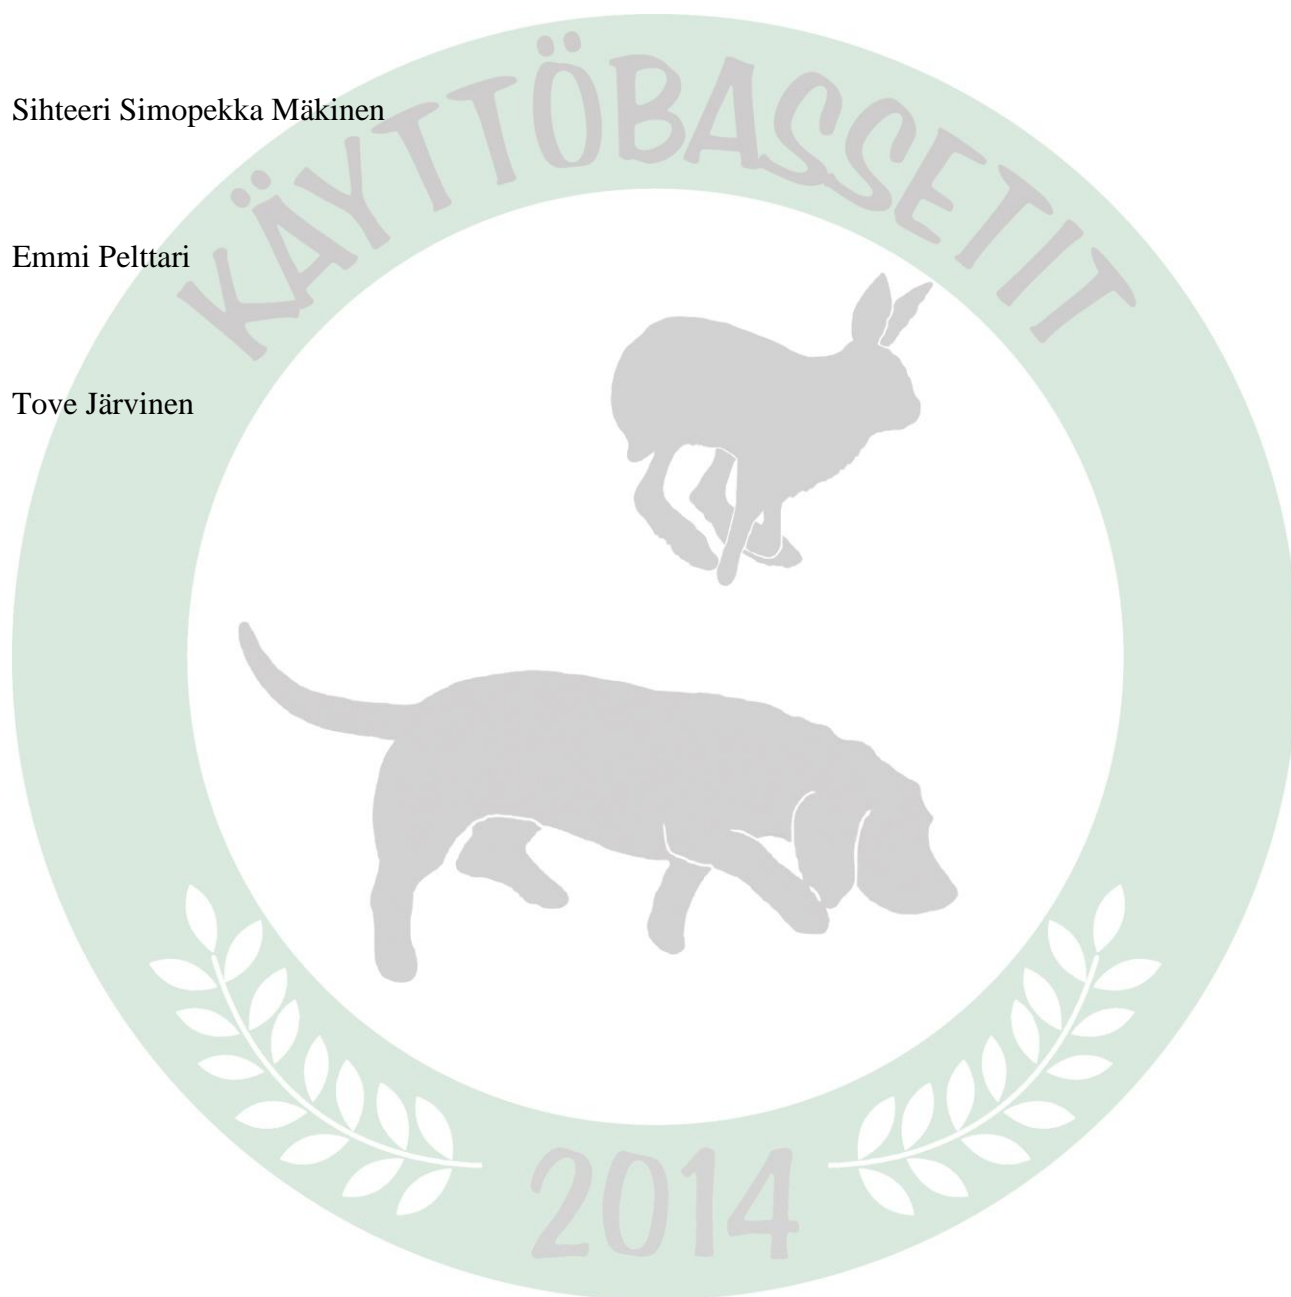 KÄYTTÖBASSETIT
Sihteeri Simopekka Mäkinen
Emmi Pelttari
Tove Järvinen
2014